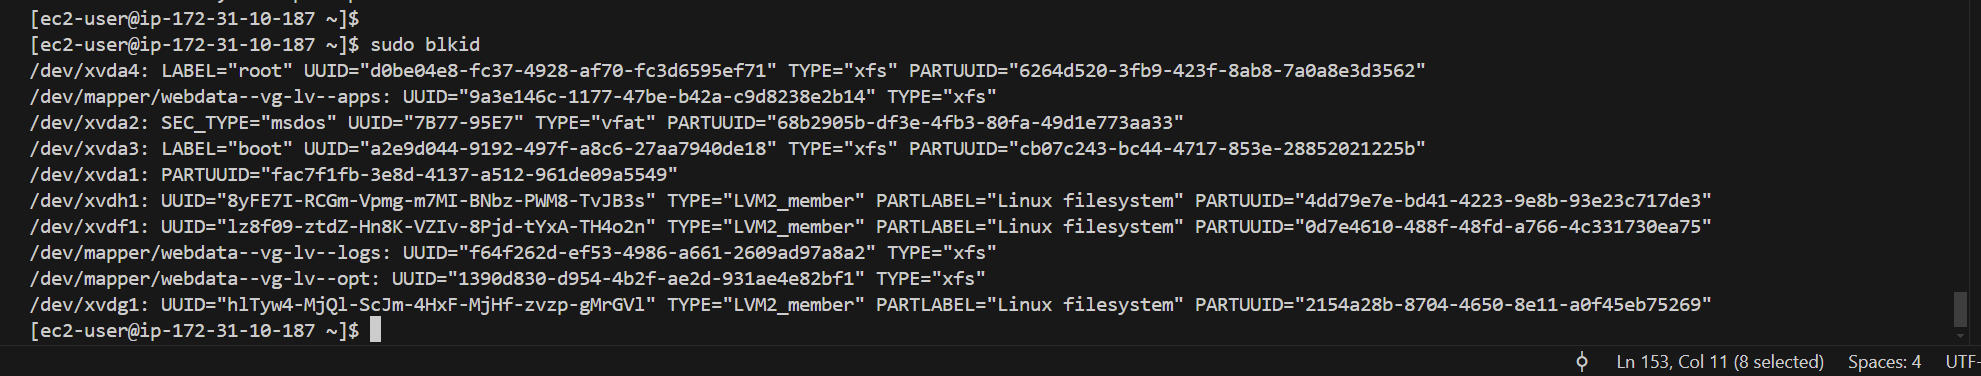 [ec2-user@ip-172-31-10-187 ~]$
[ec2-user@ip-172-31-10-187 ~]$ sudo blkid
/dev/xvda4: LABEL="root" UUID="d0be04e8-fc37-4928-af70-fc3d6595ef71" TYPE="xfs" PARTUUID="6264d520-3fb9-423f-8ab8-7a0a8e3d3562"
/dev/mapper/webdata--vg-lv--apps: UUID="9a3e146c-1177-47be-b42a-c9d8238e2b14" TYPE="xfs"
/dev/xvda2: SEC_TYPE="msdos" UUID="7B77-95E7" TYPE="vfat" PARTUUID="68b2905b-df3e-4fb3-80fa-49d1e773aa33"
/dev/xvda3: LABEL="boot" UUID="a2e9d044-9192-497f-a8c6-27aa7940de18" TYPE="xfs" PARTUUID="cb07c243-bc44-4717-853e-28852021225b"
/dev/xvda1: PARTUUID="fac7f1fb-3e8d-4137-a512-961de09a5549"
/dev/xvdh1: UUID="8yFE7I-RCGm-Vpmg-m7MI-BNbz-PWM8-TvJB3s" TYPE="LVM2_member" PARTLABEL="Linux filesystem" PARTUUID="4dd79e7e-bd41-4223-9e8b-93e23c717de3"
/dev/xvdf1: UUID="lz8f09-ztdZ-Hn8K-VZIv-8Pjd-tYxA-TH4o2n" TYPE="LVM2_member" PARTLABEL="Linux filesystem" PARTUUID="0d7e4610-488f-48fd-a766-4c331730ea75"
/dev/mapper/webdata--vg-lv--logs: UUID="f64f262d-ef53-4986-a661-2609ad97a8a2" TYPE="xfs"
/dev/mapper/webdata--vg-lv--opt: UUID="1390d830-d954-4b2f-ae2d-931ae4e82bf1" TYPE="xfs"
/dev/xvdg1: UUID="hlTyw4-MjQl-ScJm-4HxF-MjHf-zvzp-gMrGVl" TYPE="LVM2_member" PARTLABEL="Linux filesystem" PARTUUID="2154a28b-8704-4650-8e11-a0f45eb75269"
[ec2-user@ip-172-31-10-187 ~]$
Ln 153, Col 11 (8 selected) Spaces: 4 UTF-